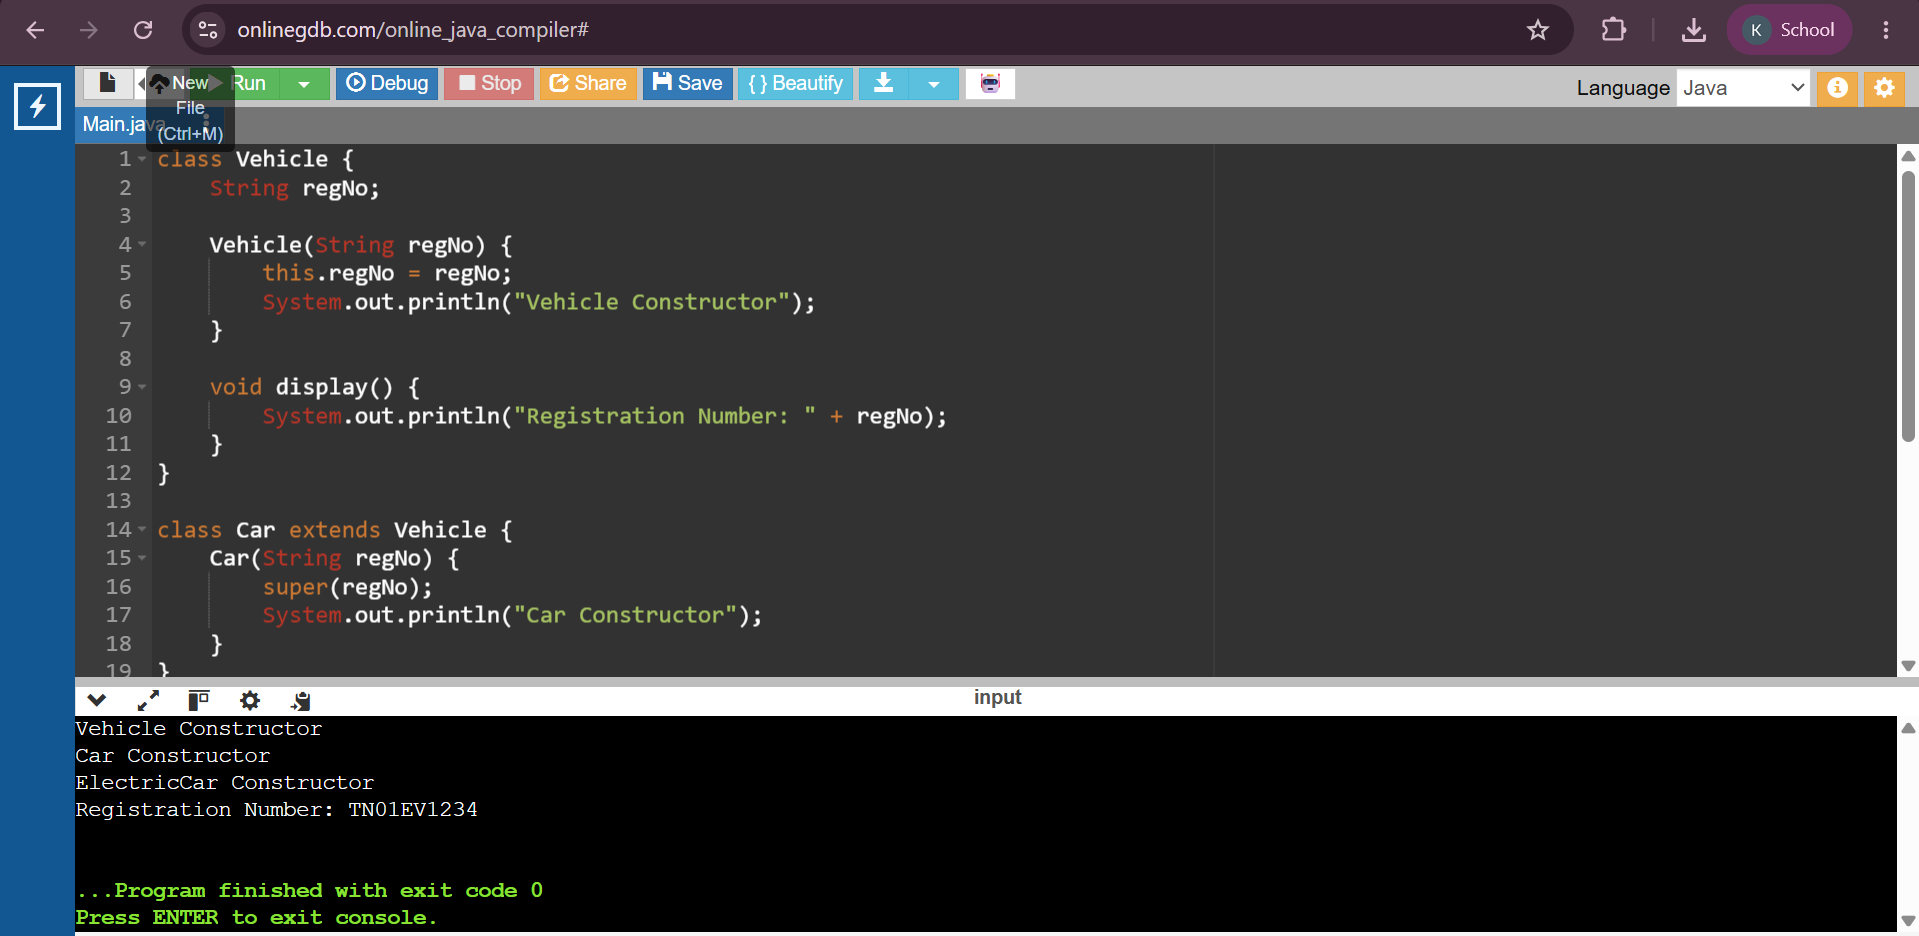 onlinegdb.com/online_java_compiler#
K School
New File (Ctrl+M)
Run
Debug
Stop
Share
Save
{ } Beautify
Language Java
Main.java
1 class Vehicle {
2     String regNo;
3
4     Vehicle(String regNo) {
5         this.regNo = regNo;
6         System.out.println("Vehicle Constructor");
7     }
8
9     void display() {
10         System.out.println("Registration Number: " + regNo);
11     }
12 }
13
14 class Car extends Vehicle {
15     Car(String regNo) {
16         super(regNo);
17         System.out.println("Car Constructor");
18     }
19 }
input
Vehicle Constructor
Car Constructor
ElectricCar Constructor
Registration Number: TN01EV1234
...Program finished with exit code 0
Press ENTER to exit console.